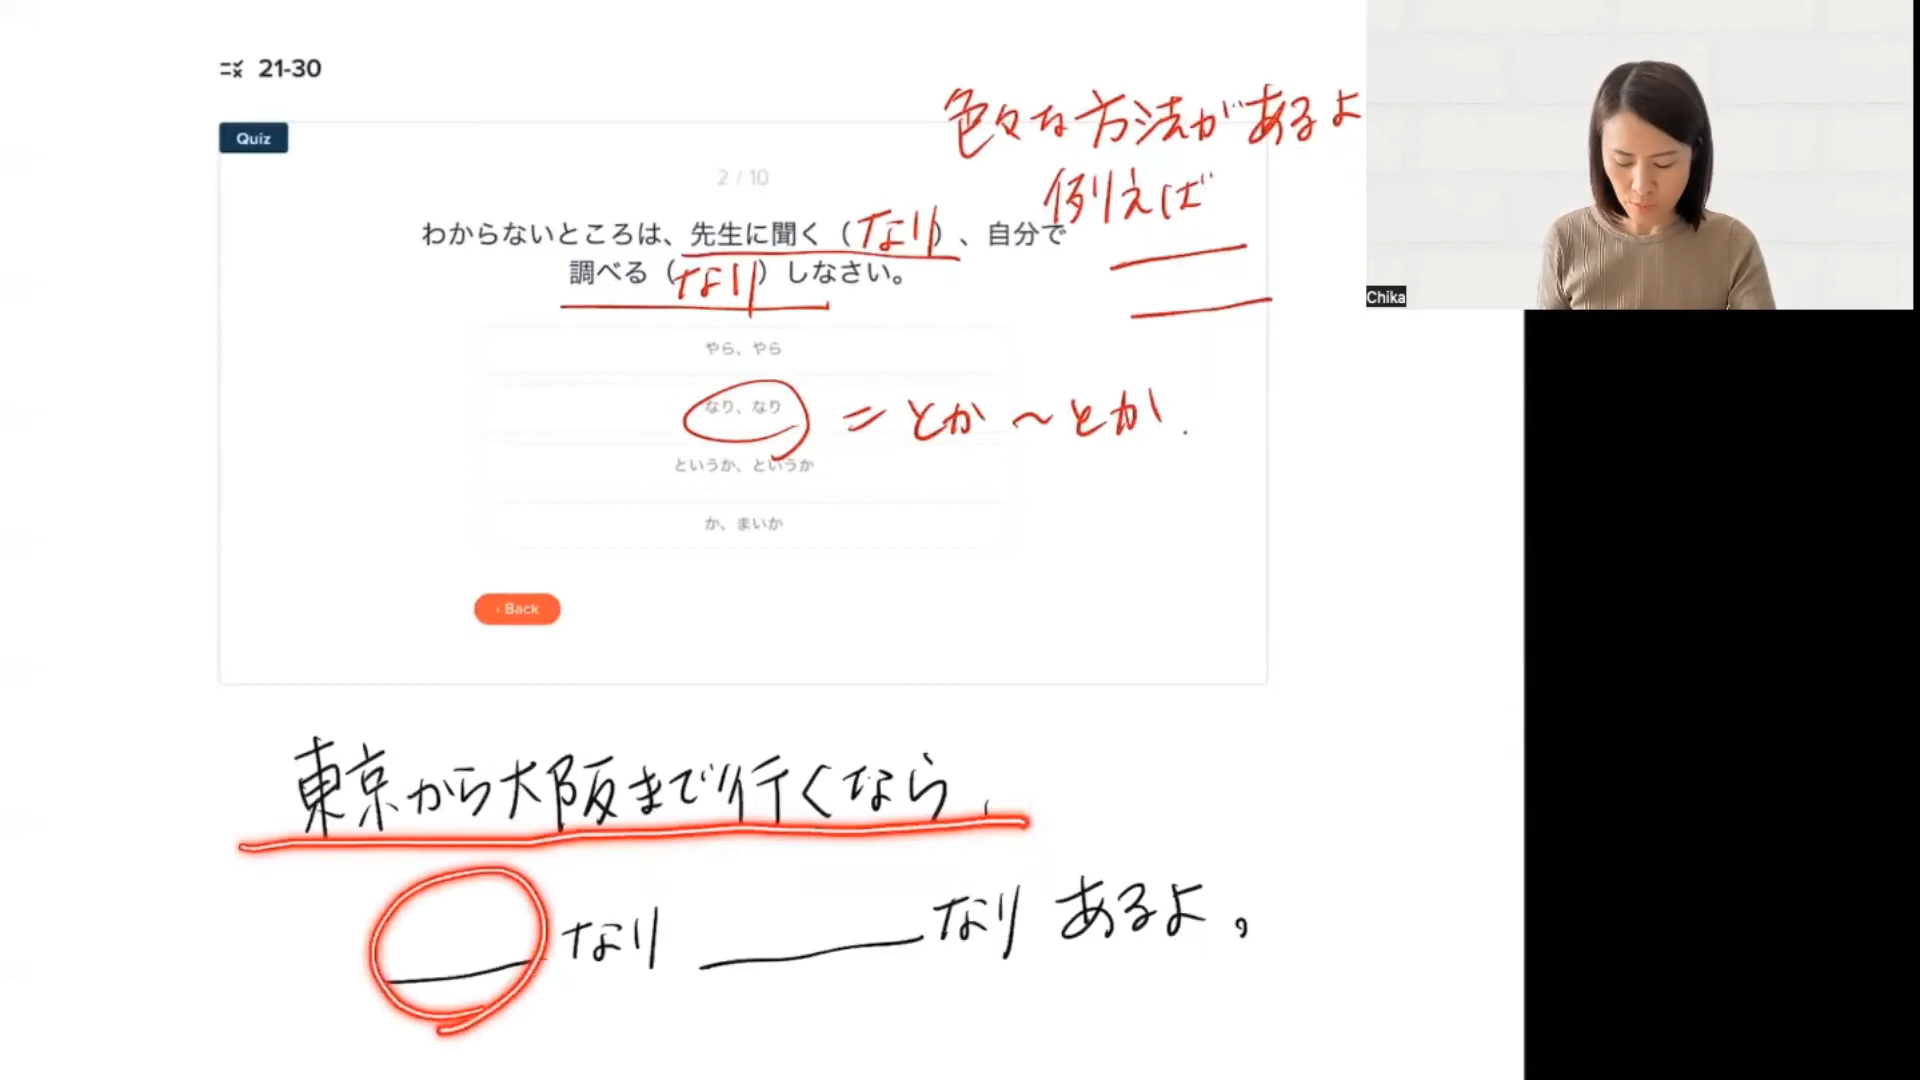 21-30
Quiz
2 / 10
色々な方法があるよ
例えば
わからないところは、先生に聞く（なり）、自分で
調べる（なり）しなさい。
やら、やら
なり、なり = とか～とか.
というか、というか
か、まいか
‹ Back
東京から大阪まで行くなら、
なり なり あるよ。
Chika